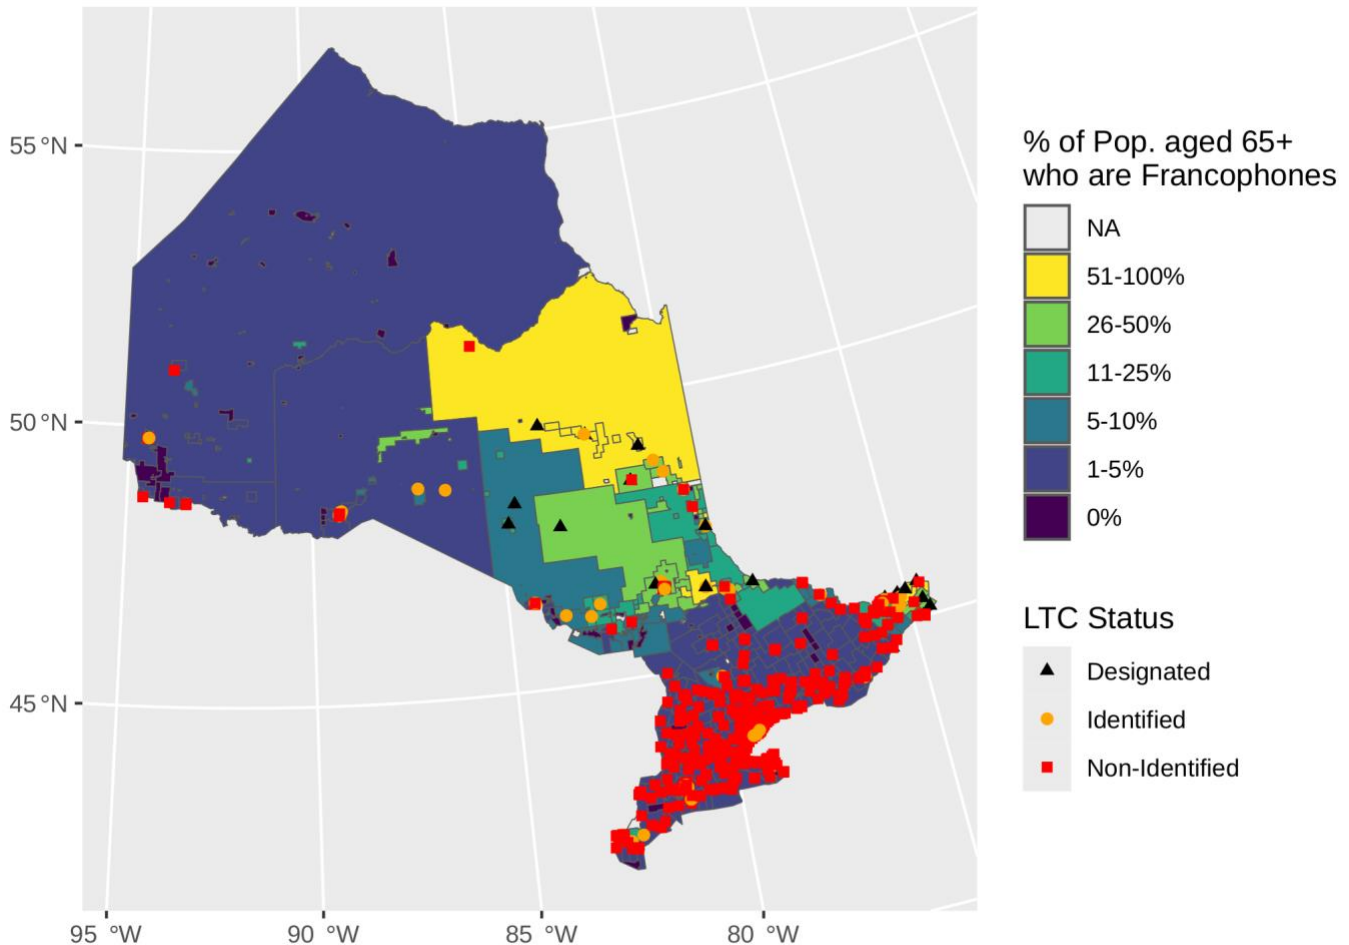 55 °N
50 °N
45 °N
95 °W
90 °W
85 °W
80 °W
% of Pop. aged 65+
who are Francophones
NA
51-100%
26-50%
11-25%
5-10%
1-5%
0%
LTC Status
Designated
Identified
Non-Identified